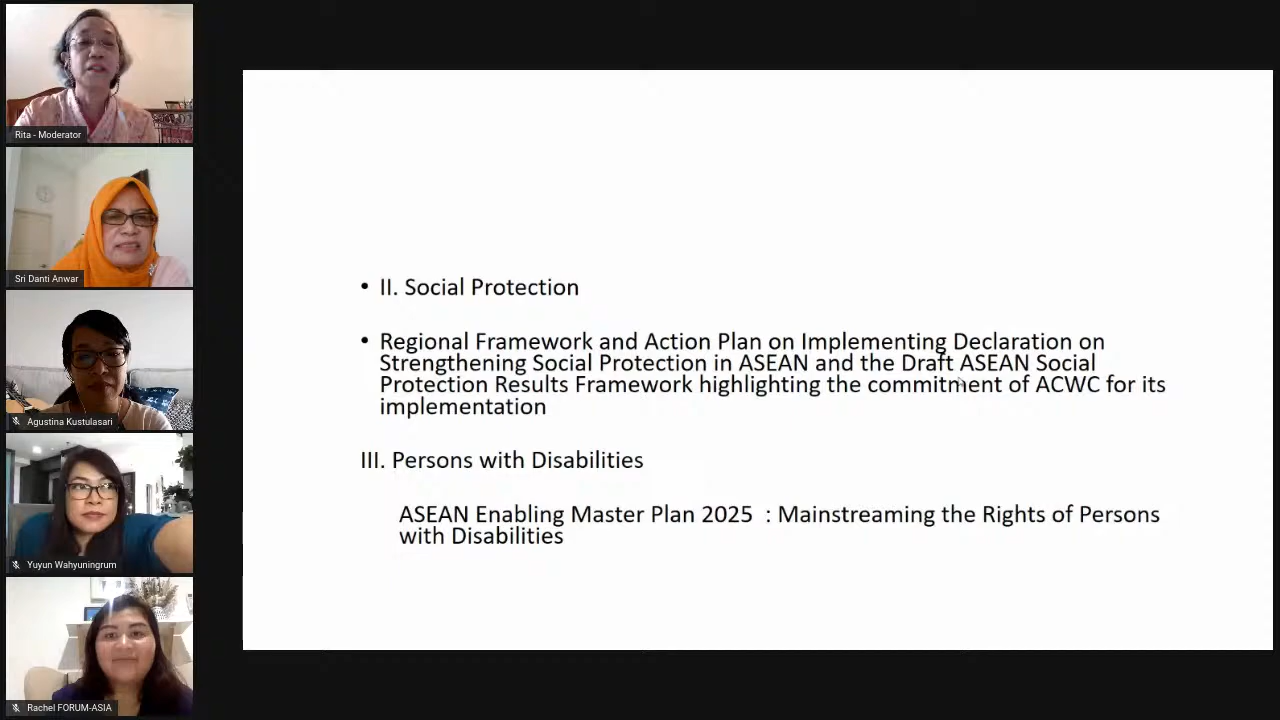 Rita - Moderator
Sri Danti Anwar
Agustina Kustulasari
Yuyun Wahyuningrum
Rachel FORUM-ASIA
• II. Social Protection
• Regional Framework and Action Plan on Implementing Declaration on
Strengthening Social Protection in ASEAN and the Draft ASEAN Social
Protection Results Framework highlighting the commitment of ACWC for its
implementation
III. Persons with Disabilities
ASEAN Enabling Master Plan 2025 : Mainstreaming the Rights of Persons
with Disabilities